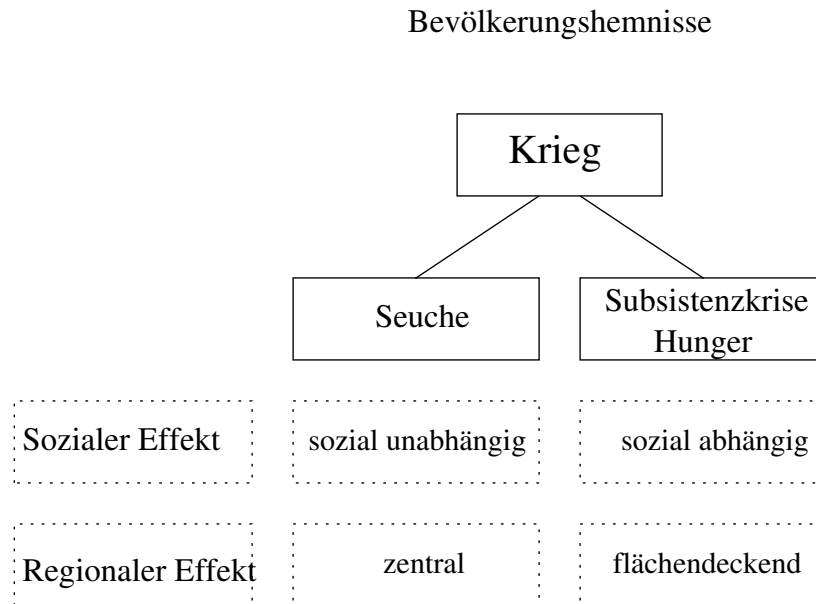 Bevölkerungshemnisse
Krieg
Seuche
Subsistenzkrise
Hunger
Sozialer Effekt
sozial unabhängig
sozial abhängig
Regionaler Effekt
zentral
flächendeckend